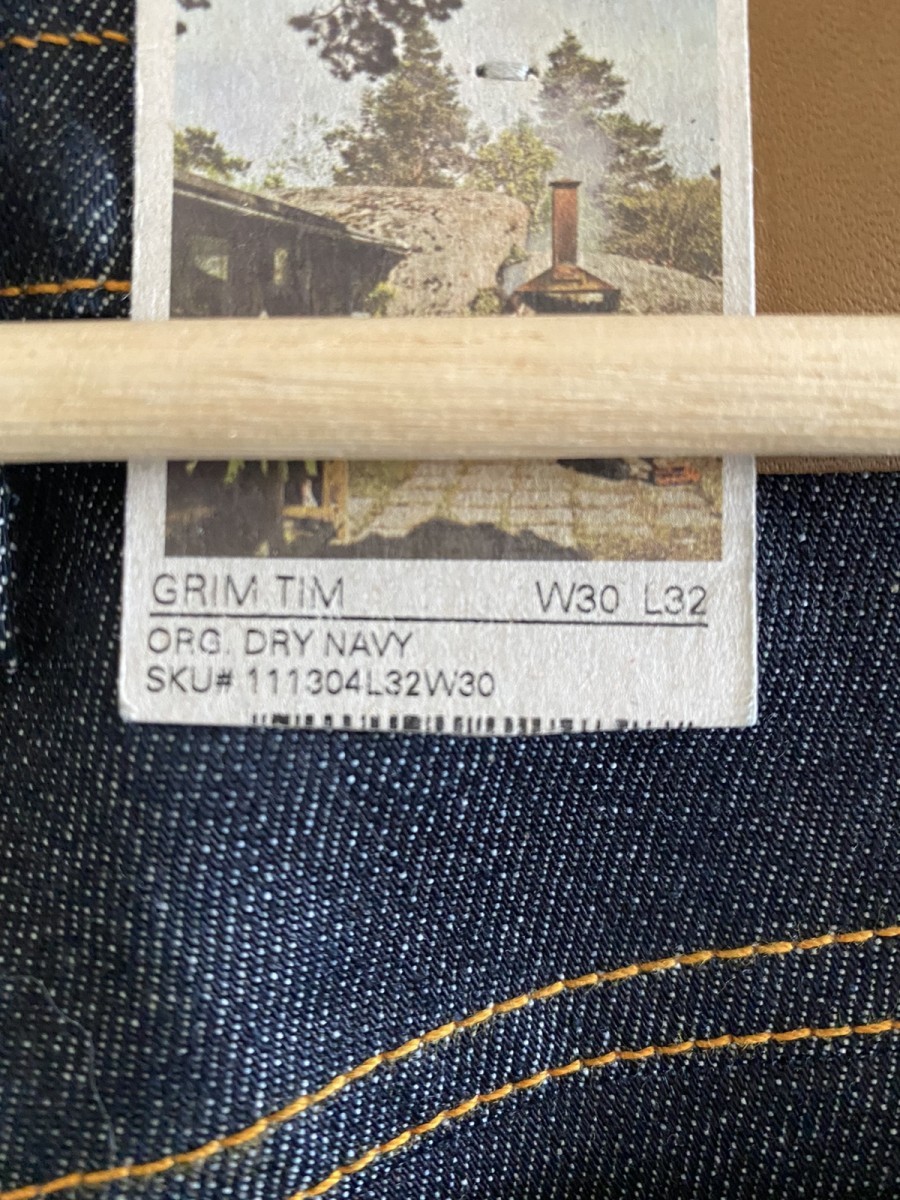 GRIM TIM W30 L32
ORG. DRY NAVY
SKU# 111304L32W30